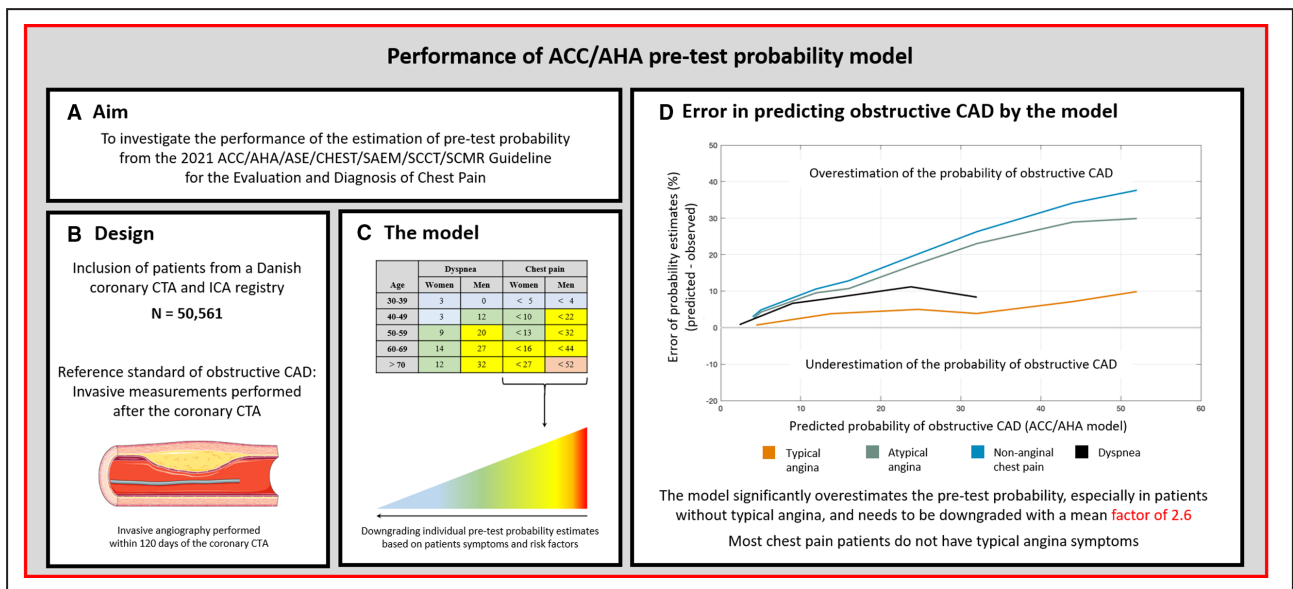 Performance of ACC/AHA pre-test probability model
A Aim
To investigate the performance of the estimation of pre-test probability
from the 2021 ACC/AHA/ASE/CHEST/SAEM/SCCT/SCMR Guideline
for the Evaluation and Diagnosis of Chest Pain
B Design
Inclusion of patients from a Danish
coronary CTA and ICA registry
N = 50,561
Reference standard of obstructive CAD:
Invasive measurements performed
after the coronary CTA
Invasive angiography performed
within 120 days of the coronary CTA
C The model
Dyspnea Chest pain
Age Women Men Women Men
30-39 3 0 < 5 < 4
40-49 3 12 < 10 < 22
50-59 9 20 < 13 < 32
60-69 14 27 < 16 < 44
> 70 12 32 < 27 < 52
Downgrading individual pre-test probability estimates
based on patients symptoms and risk factors
D Error in predicting obstructive CAD by the model
Error of probability estimates (%)
(predicted - observed)
50
40
30
20
10
0
-10
-20
Overestimation of the probability of obstructive CAD
Underestimation of the probability of obstructive CAD
0 10 20 30 40 50 60
Predicted probability of obstructive CAD (ACC/AHA model)
Typical
angina
Atypical
angina
Non-anginal
chest pain
Dyspnea
The model significantly overestimates the pre-test probability, especially in patients
without typical angina, and needs to be downgraded with a mean factor of 2.6
Most chest pain patients do not have typical angina symptoms